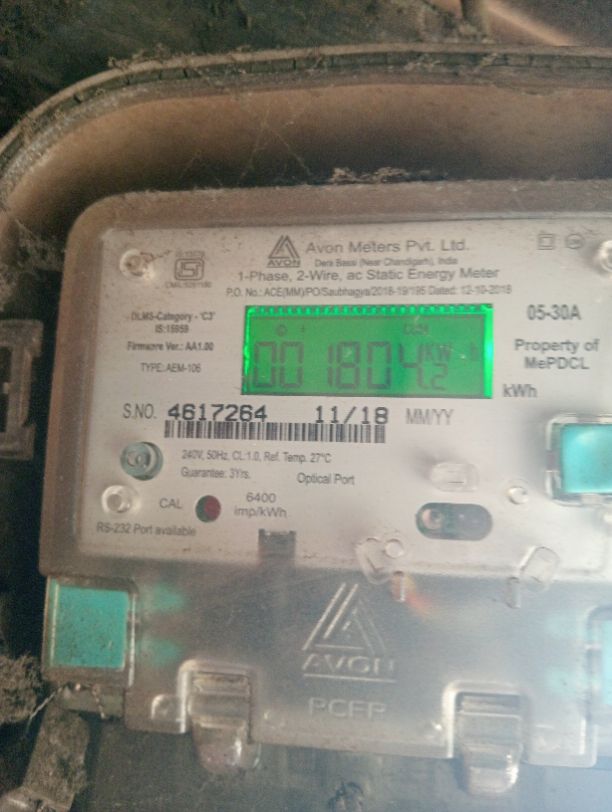 Avon Meters Pvt. Ltd.
AVON
Dera Bassi (Near Chandigarh), India
1-Phase, 2-Wire, ac Static Energy Meter
P.O. No.: ACE(MM)/PO/Saubhagya/2018-19/195 Dated: 12-10-2018
DLMS-Category - 'C3'
IS:15959
Firmware Ver.: AA1.00
TYPE: AEM-106
001804.2 KW h
kWh
05-30A
Property of
MePDCL
S.NO. 4617264 11/18 MM/YY
240V, 50Hz, CL:1.0, Ref. Temp. 27°C
Guarantee: 3Yrs. Optical Port
CAL 6400
imp/kWh
RS-232 Port available
AVON